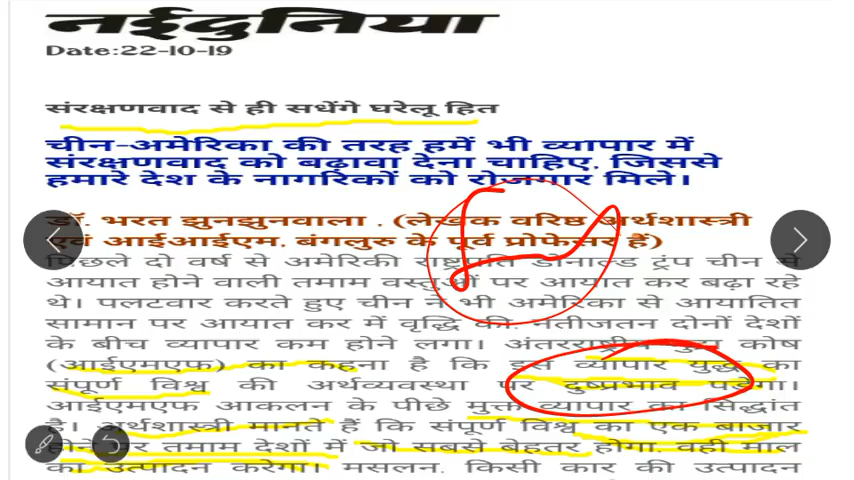 नईदुनिया
Date:22-10-19
संरक्षणवाद से ही सधेंगे घरेलू हित
चीन-अमेरिका की तरह हमें भी व्यापार में
संरक्षणवाद को बढ़ावा देना चाहिए, जिससे
हमारे देश के नागरिकों को रोजगार मिले।
डॉ. भरत झुनझुनवाला , (लेखक वरिष्ठ अर्थशास्त्री
एवं आईआईएम, बंगलुरु के पूर्व प्रोफेसर हैं)
पिछले दो वर्ष से अमेरिकी राष्ट्रपति डोनाल्ड ट्रंप चीन से
आयात होने वाली तमाम वस्तुओं पर आयात कर बढ़ा रहे
थे। पलटवार करते हुए चीन ने भी अमेरिका से आयातित
सामान पर आयात कर में वृद्धि की, नतीजतन दोनों देशों
के बीच व्यापार कम होने लगा। अंतरराष्ट्रीय मुद्रा कोष
(आईएमएफ) का कहना है कि इस व्यापार युद्ध का
संपूर्ण विश्व की अर्थव्यवस्था पर दुष्प्रभाव पड़ेगा।
आईएमएफ आकलन के पीछे मुक्त व्यापार का सिद्धांत
है। अर्थशास्त्री मानते हैं कि संपूर्ण विश्व का एक बाजार
होने पर तमाम देशों में जो सबसे बेहतर होगा, वही माल
का उत्पादन करेगा। मसलन, किसी कार की उत्पादन